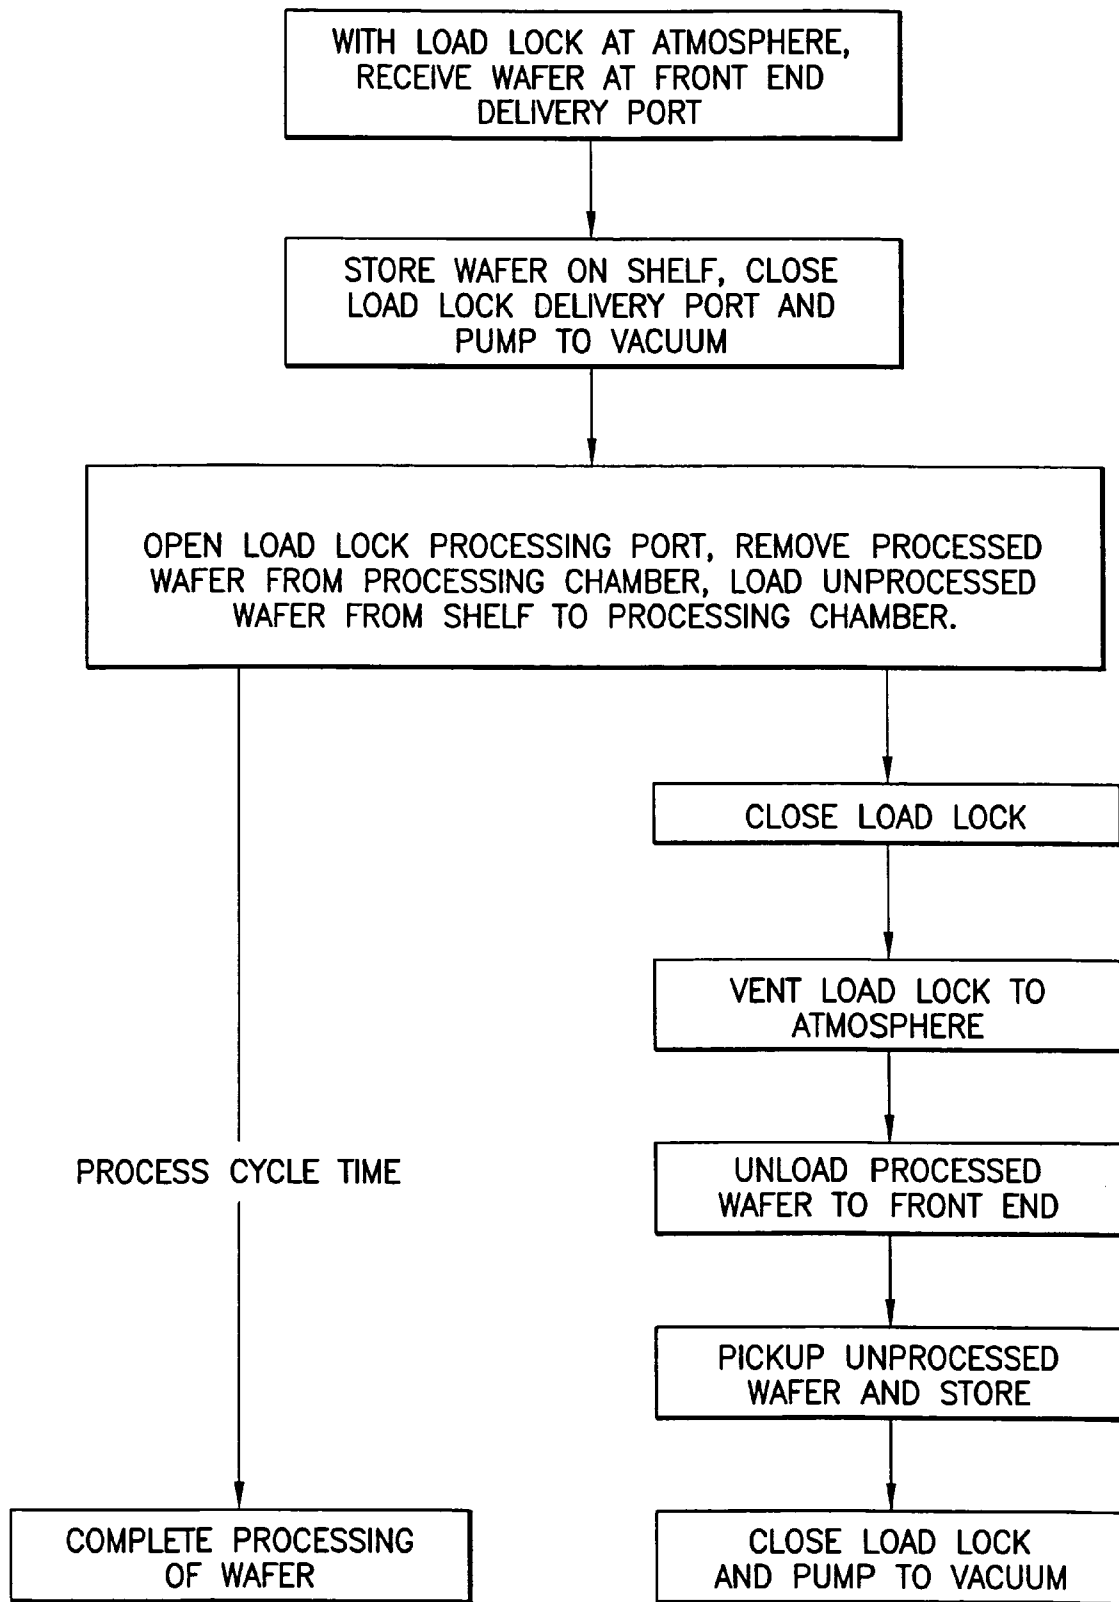 WITH LOAD LOCK AT ATMOSPHERE,
RECEIVE WAFER AT FRONT END
DELIVERY PORT
STORE WAFER ON SHELF, CLOSE
LOAD LOCK DELIVERY PORT AND
PUMP TO VACUUM
OPEN LOAD LOCK PROCESSING PORT, REMOVE PROCESSED
WAFER FROM PROCESSING CHAMBER, LOAD UNPROCESSED
WAFER FROM SHELF TO PROCESSING CHAMBER.
CLOSE LOAD LOCK
VENT LOAD LOCK TO
ATMOSPHERE
PROCESS CYCLE TIME
UNLOAD PROCESSED
WAFER TO FRONT END
PICKUP UNPROCESSED
WAFER AND STORE
COMPLETE PROCESSING
OF WAFER
CLOSE LOAD LOCK
AND PUMP TO VACUUM